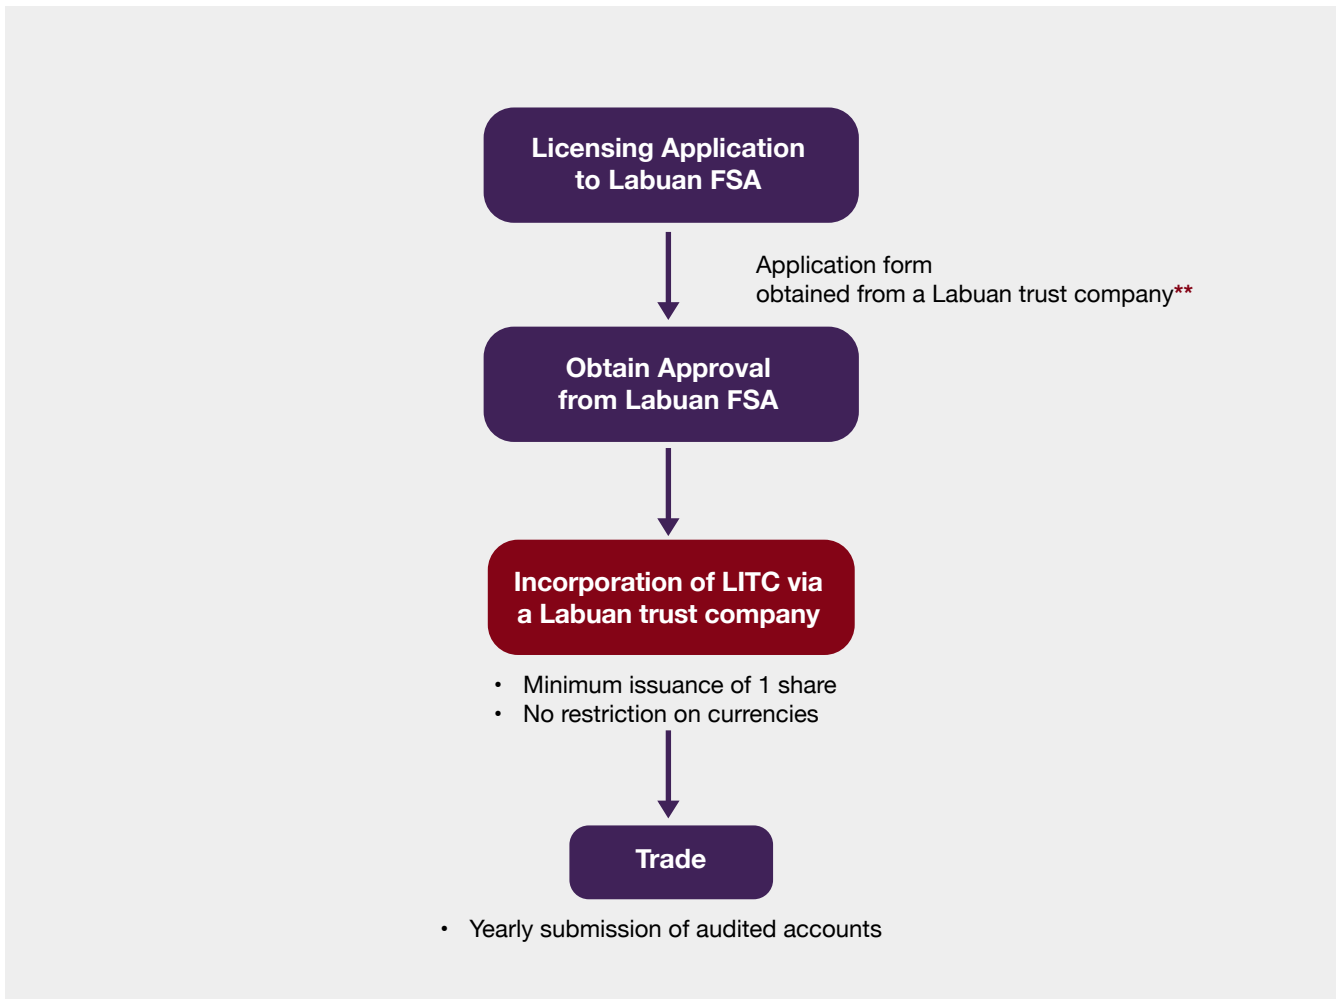 Licensing Application
to Labuan FSA
Application form
obtained from a Labuan trust company**
Obtain Approval
from Labuan FSA
Incorporation of LITC via
a Labuan trust company
• Minimum issuance of 1 share
• No restriction on currencies
Trade
• Yearly submission of audited accounts